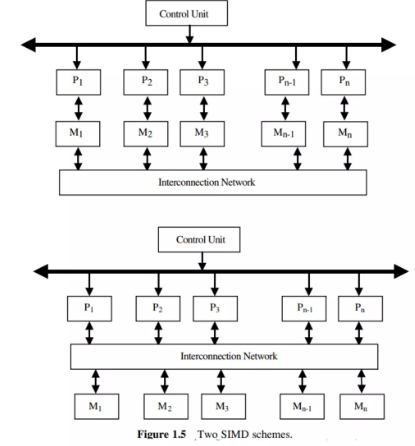 Control Unit
P1 P2 P3 Pn-1 Pn
M1 M2 M3 Mn-1 Mn
Interconnection Network
Control Unit
P1 P2 P3 Pn-1 Pn
Interconnection Network
M1 M2 M3 Mn-1 Mn
Figure 1.5 Two SIMD schemes.